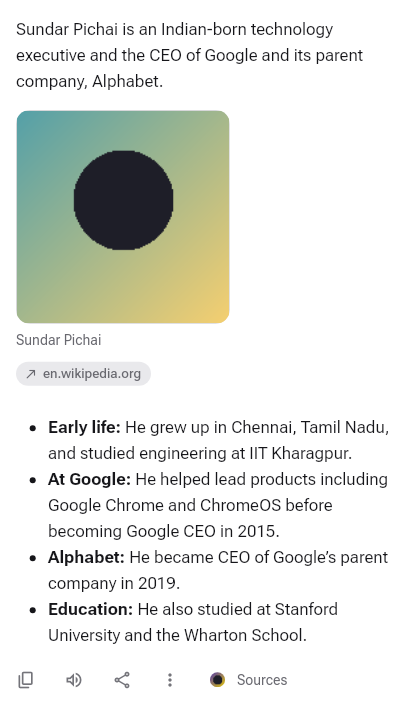 Sundar Pichai is an Indian-born technology
executive and the CEO of Google and its parent
company, Alphabet.
Sundar Pichai
en.wikipedia.org
Early life: He grew up in Chennai, Tamil Nadu,
and studied engineering at IIT Kharagpur.
At Google: He helped lead products including
Google Chrome and ChromeOS before
becoming Google CEO in 2015.
Alphabet: He became CEO of Google’s parent
company in 2019.
Education: He also studied at Stanford
University and the Wharton School.
Sources